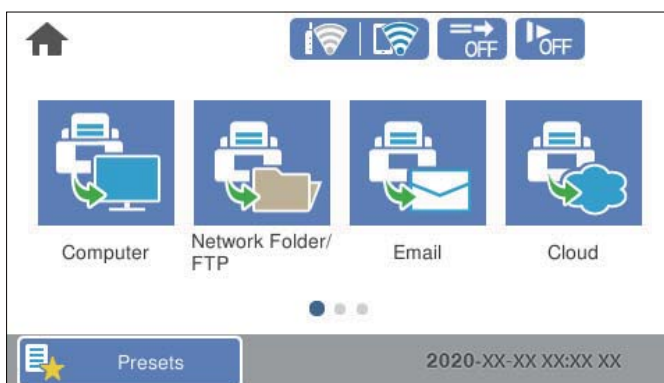 OFF
OFF
Computer
Network Folder/
FTP
Email
Cloud
Presets
2020-XX-XX XX:XX XX